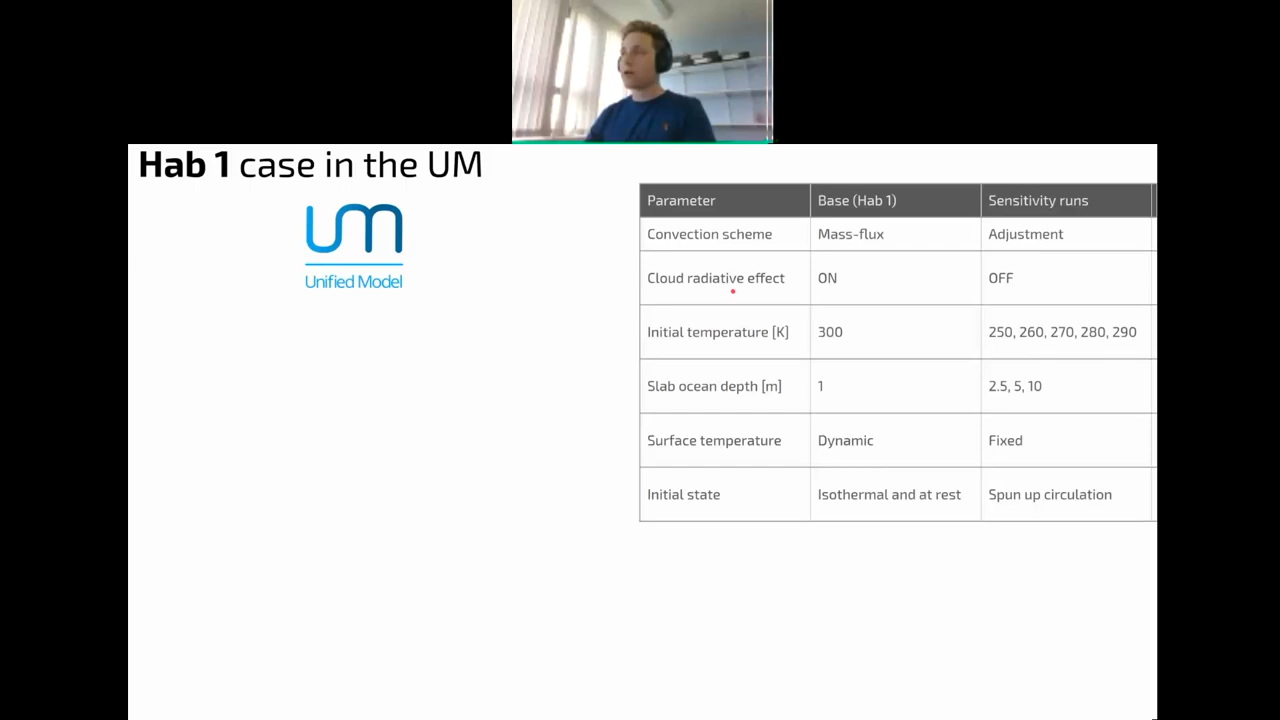 Hab 1 case in the UM
um
Unified Model
Parameter Base (Hab 1) Sensitivity runs
Convection scheme Mass-flux Adjustment
Cloud radiative effect ON OFF
Initial temperature [K] 300 250, 260, 270, 280, 290
Slab ocean depth [m] 1 2.5, 5, 10
Surface temperature Dynamic Fixed
Initial state Isothermal and at rest Spun up circulation